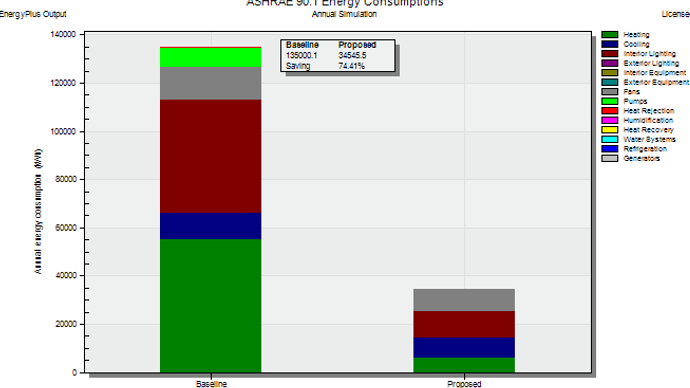 ASHRAE 90.1 Energy Consumptions
EnergyPlus Output
Annual Simulation
License
Annual energy consumption (kWh)
140000
120000
100000
80000
60000
40000
20000
0
Baseline Proposed
135000.1 34545.5
Saving 74.41%
Heating
Cooling
Interior Lighting
Exterior Lighting
Interior Equipment
Exterior Equipment
Fans
Pumps
Heat Rejection
Humidification
Heat Recovery
Water Systems
Refrigeration
Generators
Baseline
Proposed